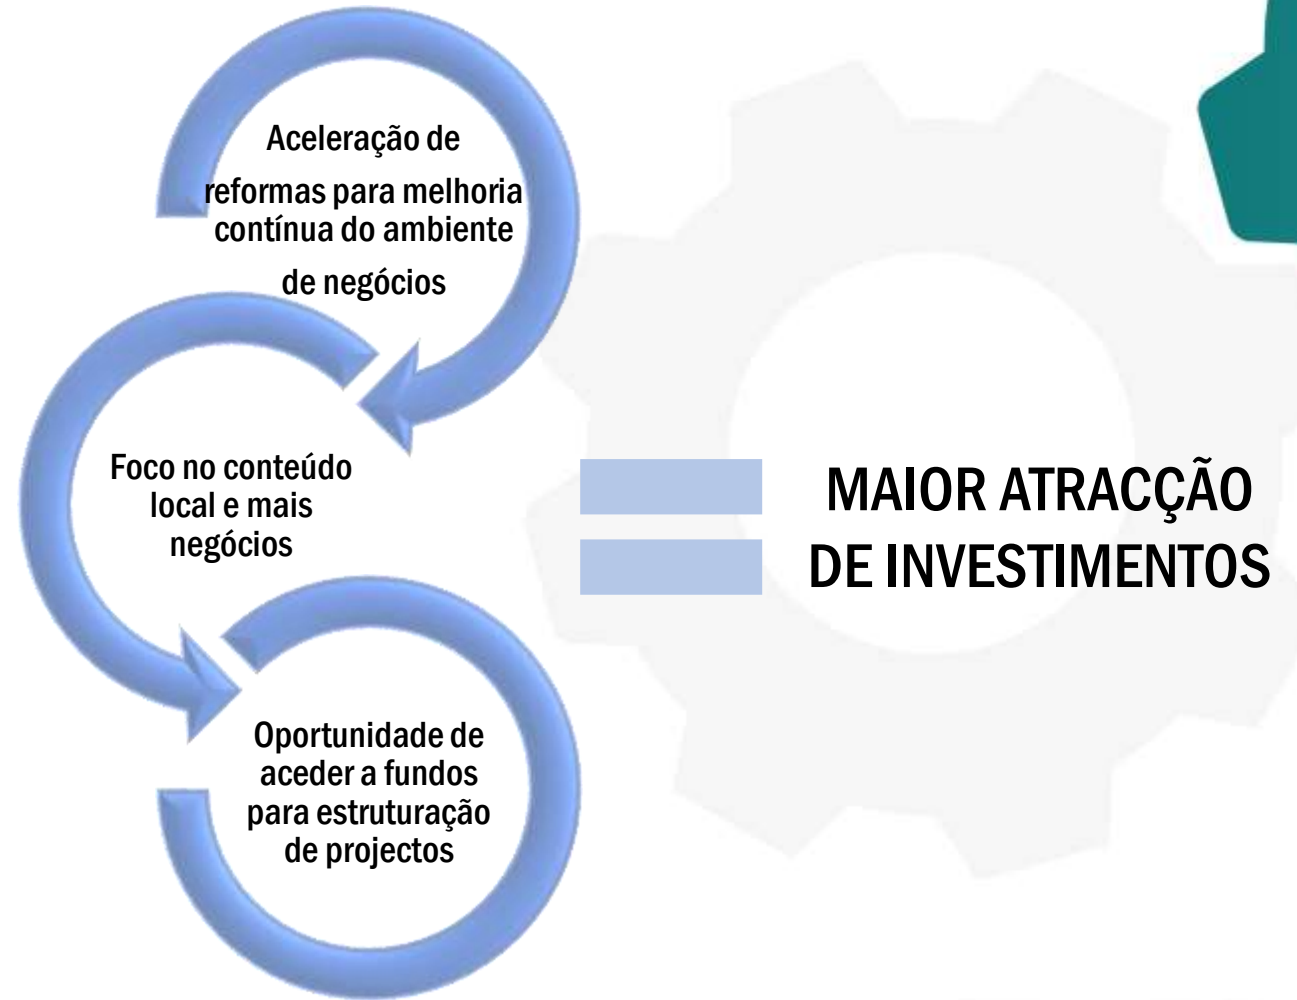 Aceleração de
reformas para melhoria
contínua do ambiente
de negócios
Foco no conteúdo
local e mais
negócios
Oportunidade de
aceder a fundos
para estruturação
de projectos
MAIOR ATRACÇÃO
DE INVESTIMENTOS